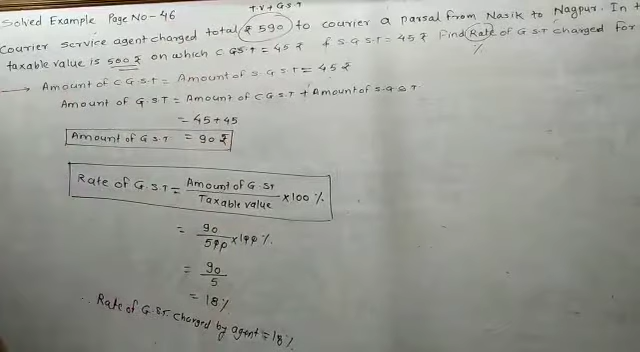 Solved Example Page No-46
T.V + G.S.T
Courier service agent charged total ₹ 590 to courier a parsal from Nasik to Nagpur. In t
taxable value is 500 ₹ on which C GST = 45 ₹ & S.G.S.T = 45 ₹ Find Rate of G.S.T charged for
%
→ Amount of C G.S.T = Amount of S.G.S.T = 45 ₹
Amount of G.S.T = Amount of C G.S.T + Amount of S.G.S.T
= 45 + 45
Amount of G S.T = 90 ₹
Rate of G.S.T = Amount of G.ST / Taxable value × 100 %
= 90 / 500 × 100 %
= 90 / 5
= 18 %
∴ Rate of G.ST charged by agent = 18 %